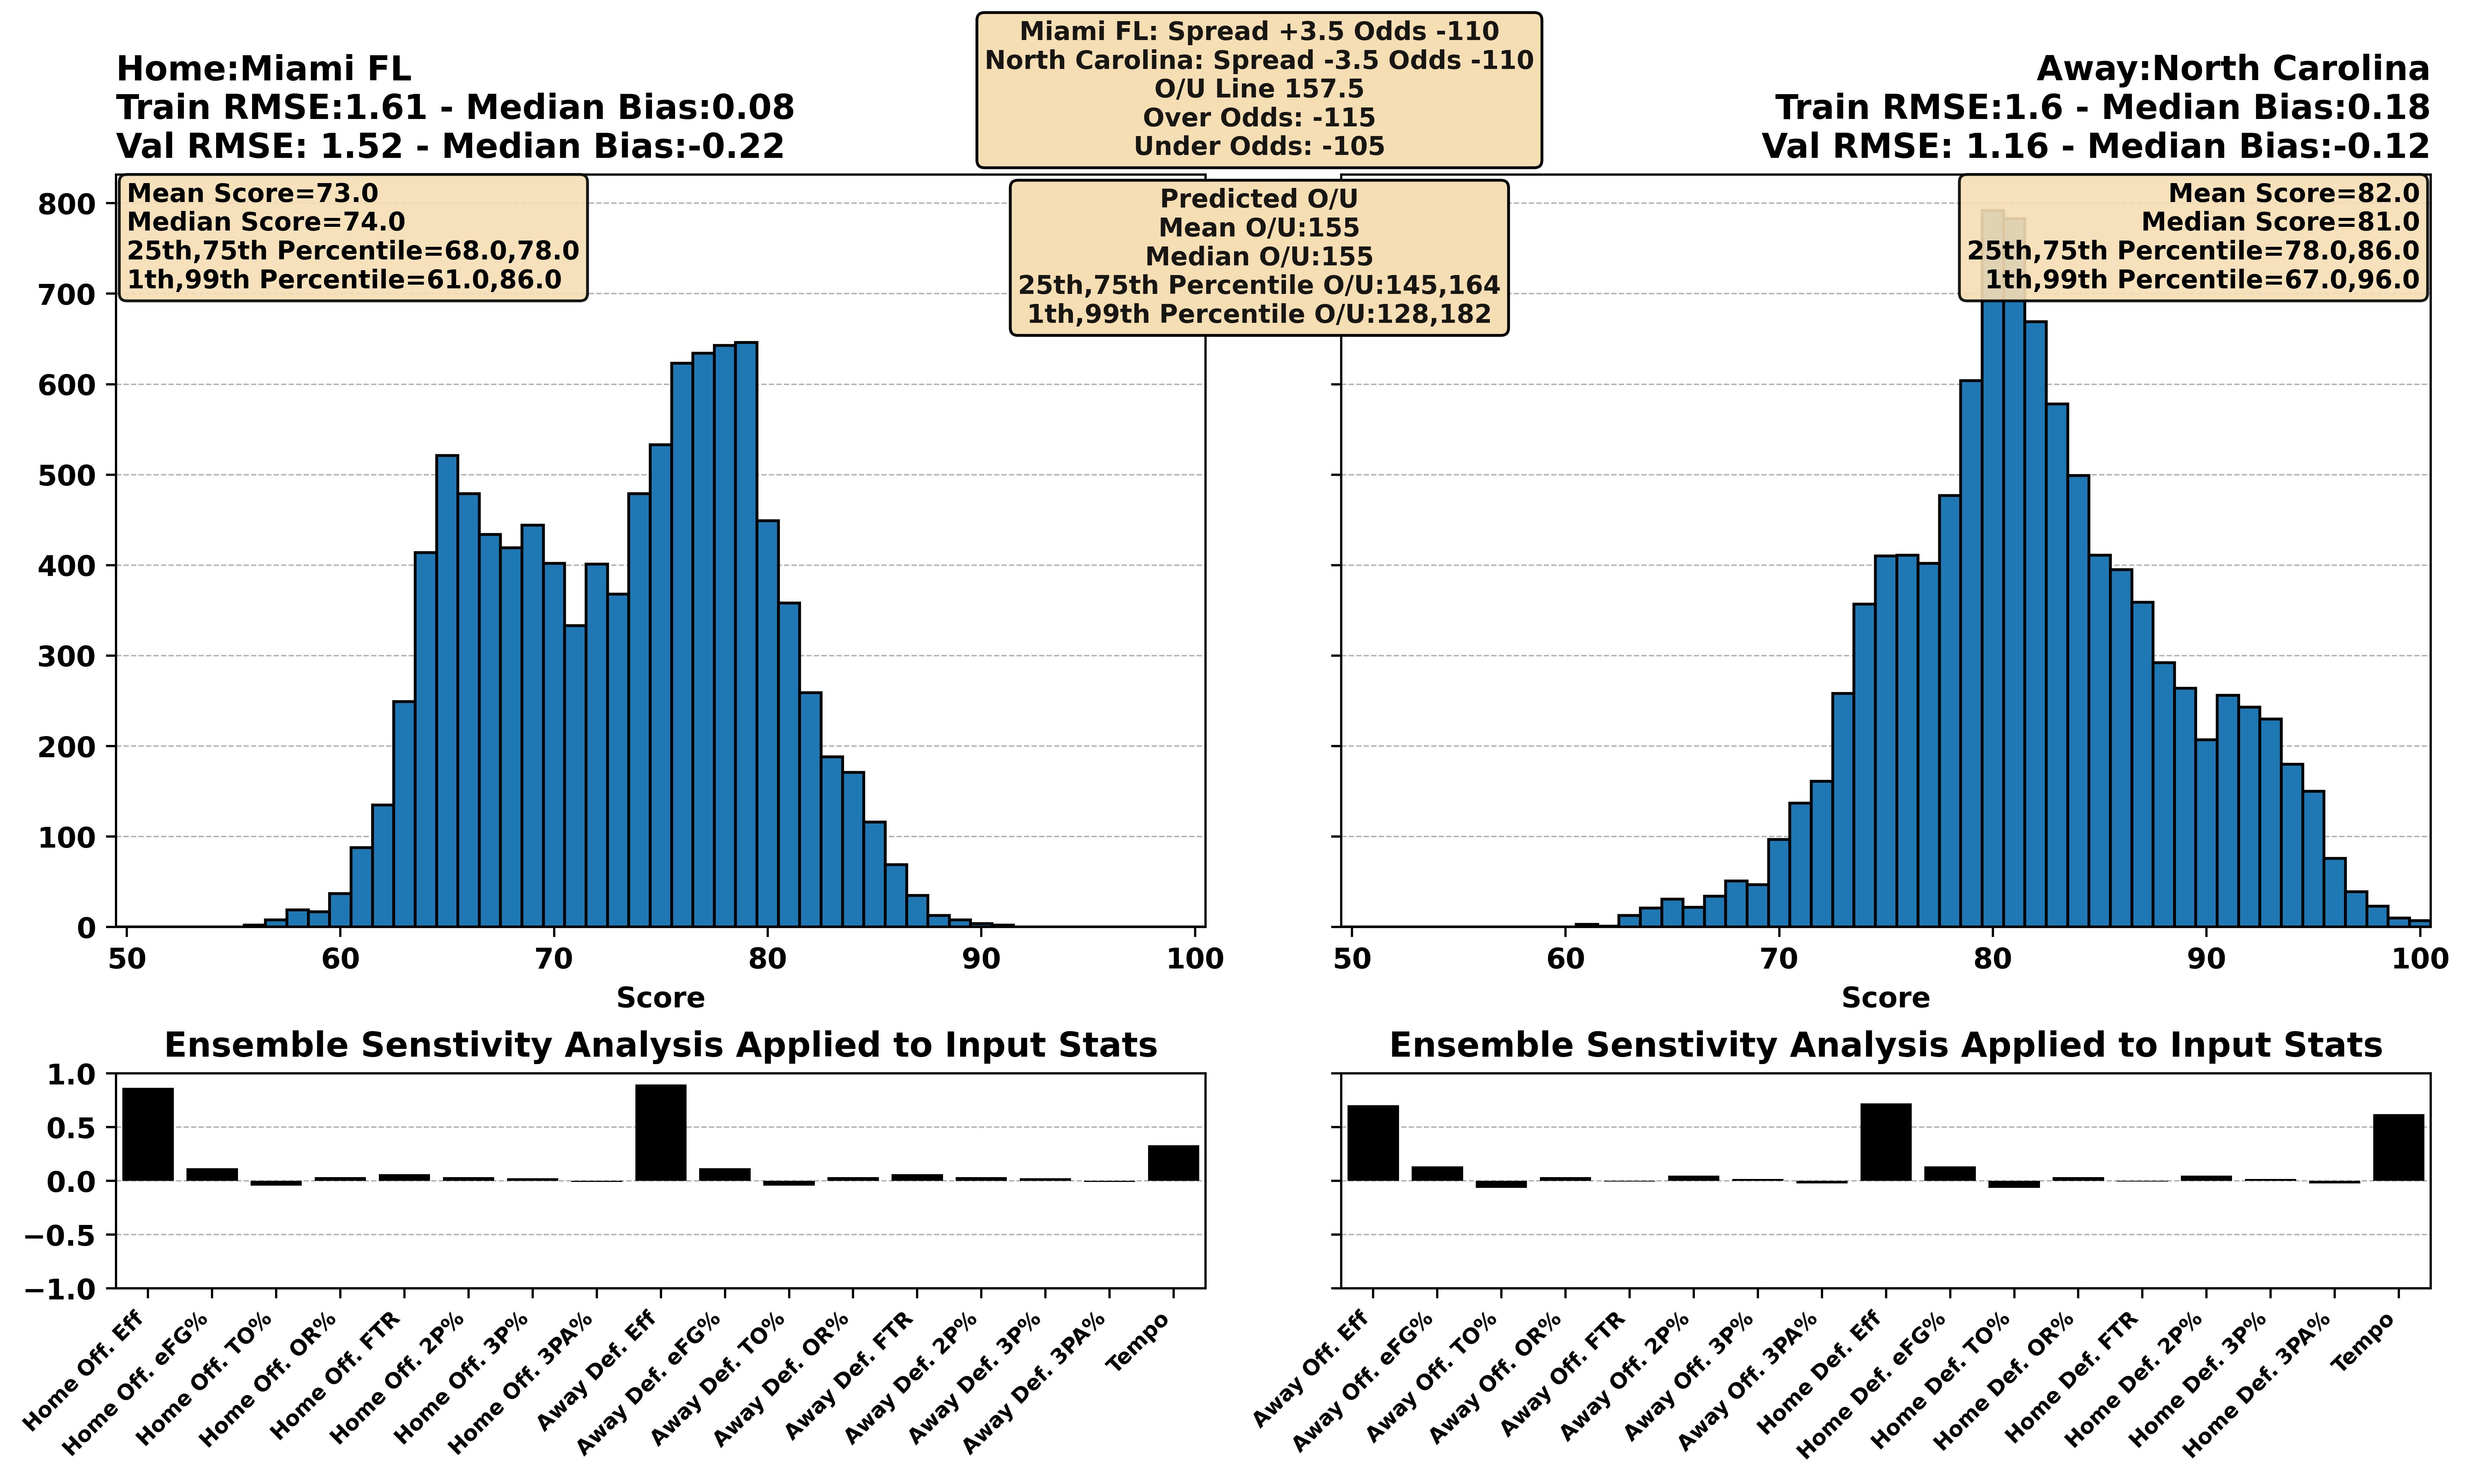 Miami FL: Spread +3.5 Odds -110
North Carolina: Spread -3.5 Odds -110
O/U Line 157.5
Over Odds: -115
Under Odds: -105
Home:Miami FL
Train RMSE:1.61 - Median Bias:0.08
Val RMSE: 1.52 - Median Bias:-0.22
Away:North Carolina
Train RMSE:1.6 - Median Bias:0.18
Val RMSE: 1.16 - Median Bias:-0.12
Mean Score=73.0
Median Score=74.0
25th,75th Percentile=68.0,78.0
1th,99th Percentile=61.0,86.0
Predicted O/U
Mean O/U:155
Median O/U:155
25th,75th Percentile O/U:145,164
1th,99th Percentile O/U:128,182
Mean Score=82.0
Median Score=81.0
25th,75th Percentile=78.0,86.0
1th,99th Percentile=67.0,96.0
800
700
600
500
400
300
200
100
0
50 60 70 80 90 100
Score
50 60 70 80 90 100
Score
Ensemble Senstivity Analysis Applied to Input Stats
1.0
0.5
0.0
−0.5
−1.0
Home Off. Eff
Home Off. eFG%
Home Off. TO%
Home Off. OR%
Home Off. FTR
Home Off. 2P%
Home Off. 3P%
Home Off. 3PA%
Away Def. Eff
Away Def. eFG%
Away Def. TO%
Away Def. OR%
Away Def. FTR
Away Def. 2P%
Away Def. 3P%
Away Def. 3PA%
Tempo
Ensemble Senstivity Analysis Applied to Input Stats
Away Off. Eff
Away Off. eFG%
Away Off. TO%
Away Off. OR%
Away Off. FTR
Away Off. 2P%
Away Off. 3P%
Away Off. 3PA%
Home Def. Eff
Home Def. eFG%
Home Def. TO%
Home Def. OR%
Home Def. FTR
Home Def. 2P%
Home Def. 3P%
Home Def. 3PA%
Tempo